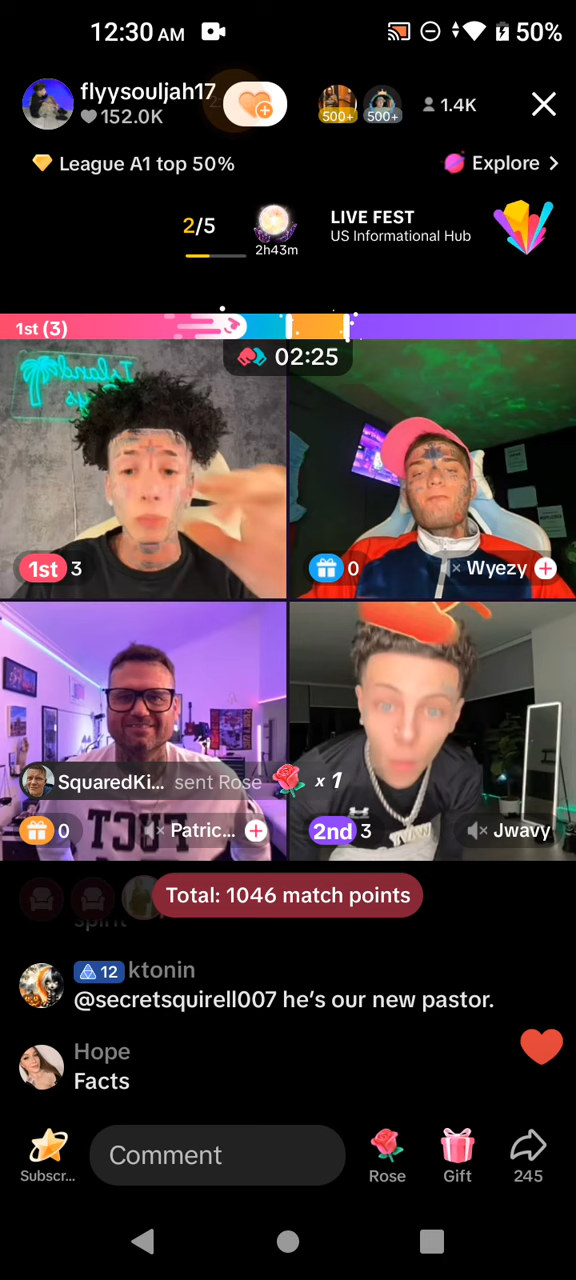 12:30 AM
50%
flyysouljah17
152.0K
500+
500+
1.4K
League A1 top 50%
Explore >
2/5
2h43m
LIVE FEST
US Informational Hub
1st (3)
02:25
Island
1st 3
0
Wyezy
SquaredKi... sent Rose x 1
0
Patric...
2nd 3
Jwavy
Total: 1046 match points
spirit
12 ktonin
@secretsquirell007 he's our new pastor.
Hope
Facts
Comment
Subscr...
Rose
Gift
245